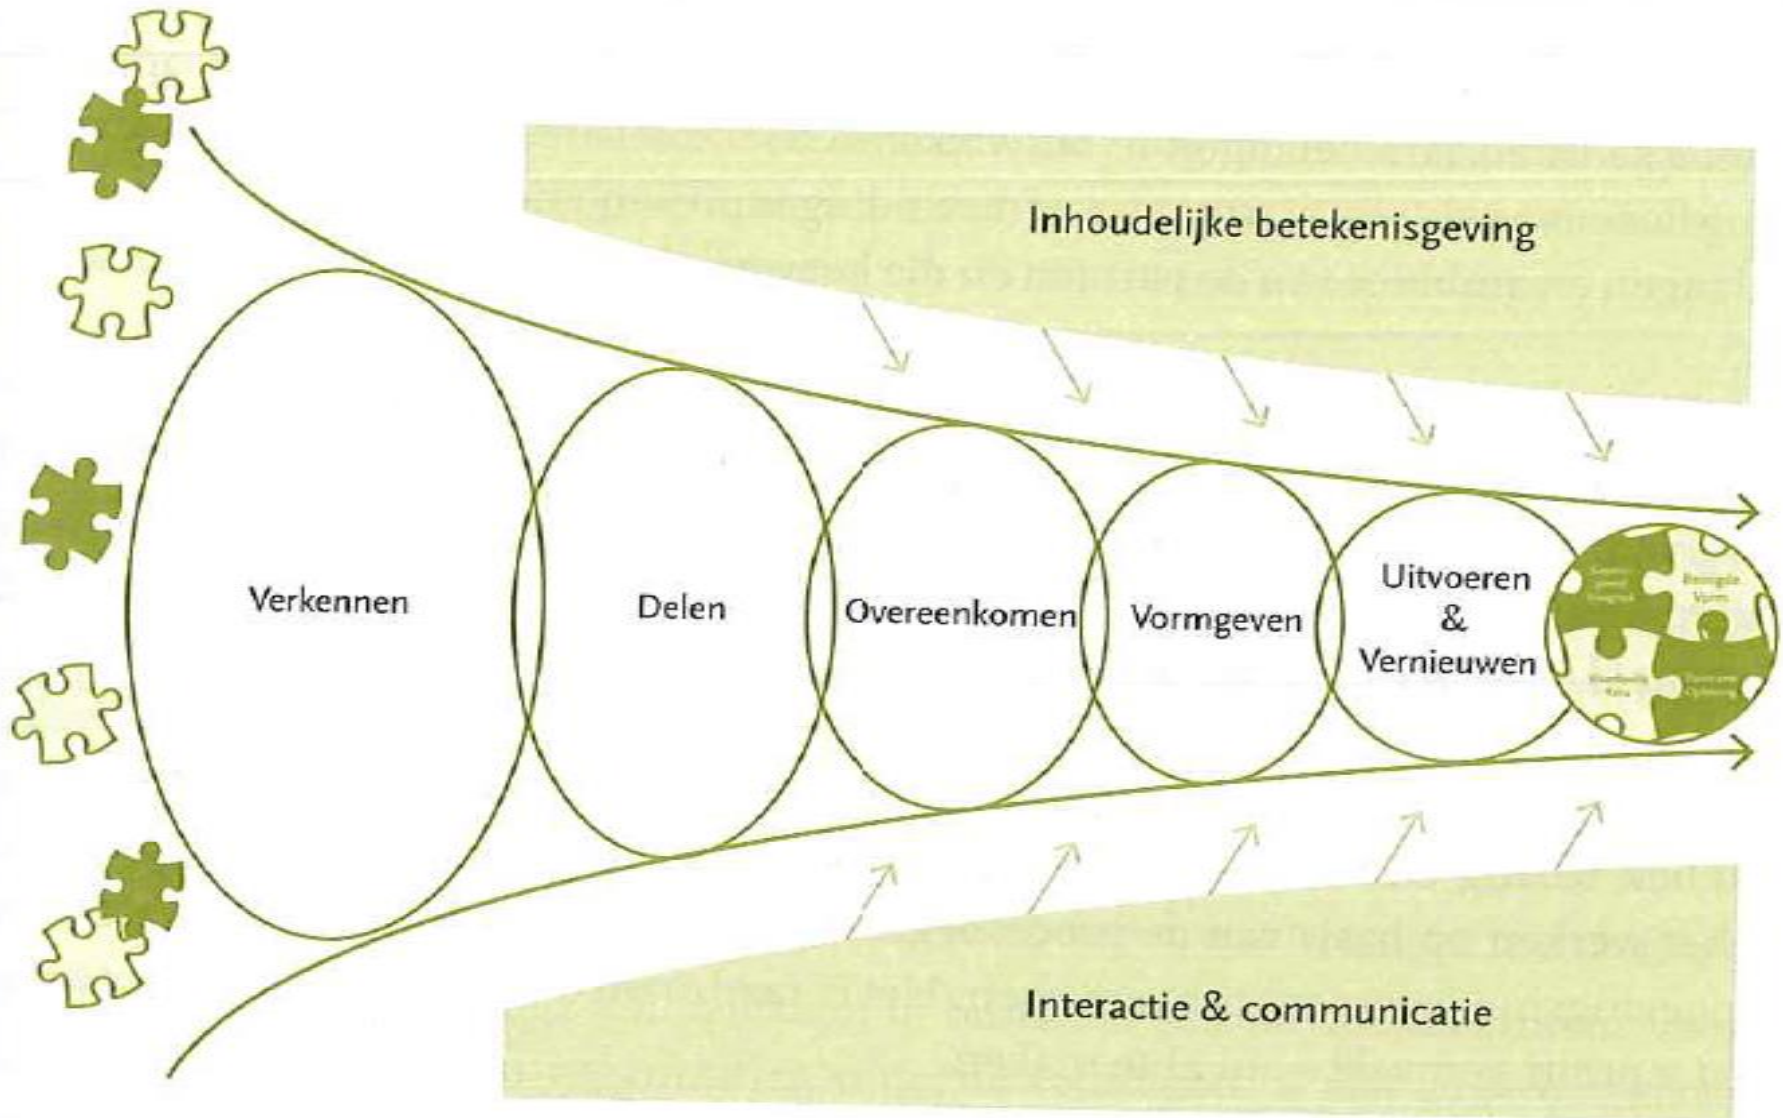 Inhoudelijke betekenisgeving
Verkennen
Delen
Overeenkomen
Vormgeven
Uitvoeren
&
Vernieuwen
Interactie & communicatie